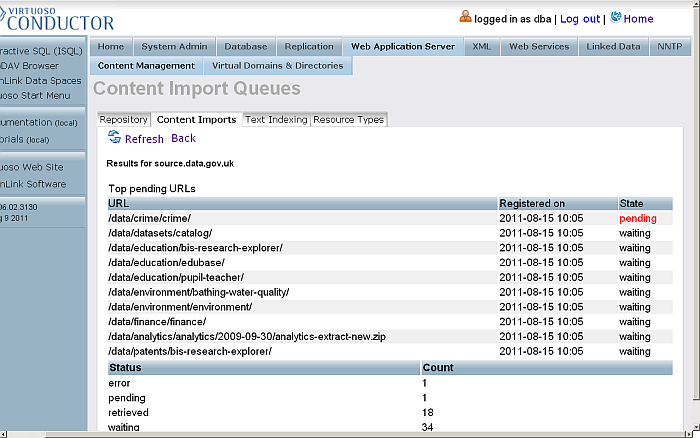 VIRTUOSO
CONDUCTOR
logged in as dba | Log out | Home
ractive SQL (ISQL)
DAV Browser
nLink Data Spaces
uoso Start Menu
umentation (local)
orials (local)
uoso Web Site
nLink Software
96.02.3130
g 9 2011
Home System Admin Database Replication Web Application Server XML Web Services Linked Data NNTP
Content Management Virtual Domains & Directories
Content Import Queues
Repository Content Imports Text Indexing Resource Types
Refresh Back
Results for source.data.gov.uk
Top pending URLs
URL Registered on State
/data/crime/crime/ 2011-08-15 10:05 pending
/data/datasets/catalog/ 2011-08-15 10:05 waiting
/data/education/bis-research-explorer/ 2011-08-15 10:05 waiting
/data/education/edubase/ 2011-08-15 10:05 waiting
/data/education/pupil-teacher/ 2011-08-15 10:05 waiting
/data/environment/bathing-water-quality/ 2011-08-15 10:05 waiting
/data/environment/environment/ 2011-08-15 10:05 waiting
/data/finance/finance/ 2011-08-15 10:05 waiting
/data/analytics/analytics/2009-09-30/analytics-extract-new.zip 2011-08-15 10:05 waiting
/data/patents/bis-research-explorer/ 2011-08-15 10:05 waiting
Status Count
error 1
pending 1
retrieved 18
waiting 34